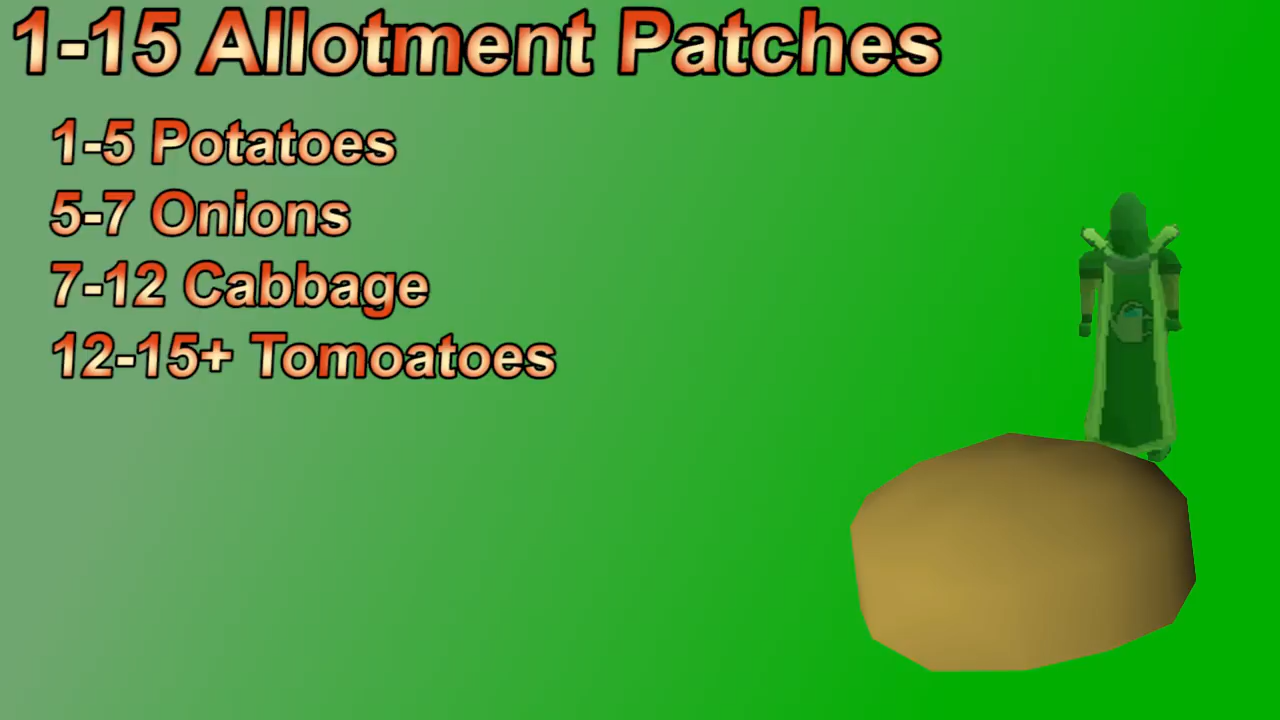 1-15 Allotment Patches
1-5 Potatoes
5-7 Onions
7-12 Cabbage
12-15+ Tomoatoes